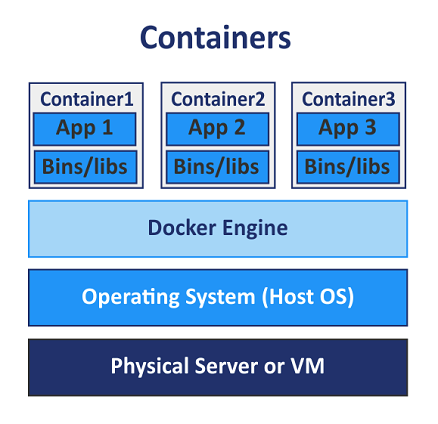 Containers
Container1
App 1
Bins/libs
Container2
App 2
Bins/libs
Container3
App 3
Bins/libs
Docker Engine
Operating System (Host OS)
Physical Server or VM